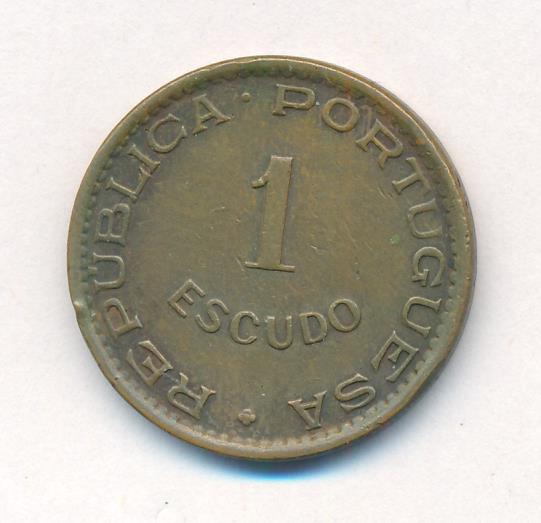 REPUBLICA · PORTUGUESA
1
ESCUDO